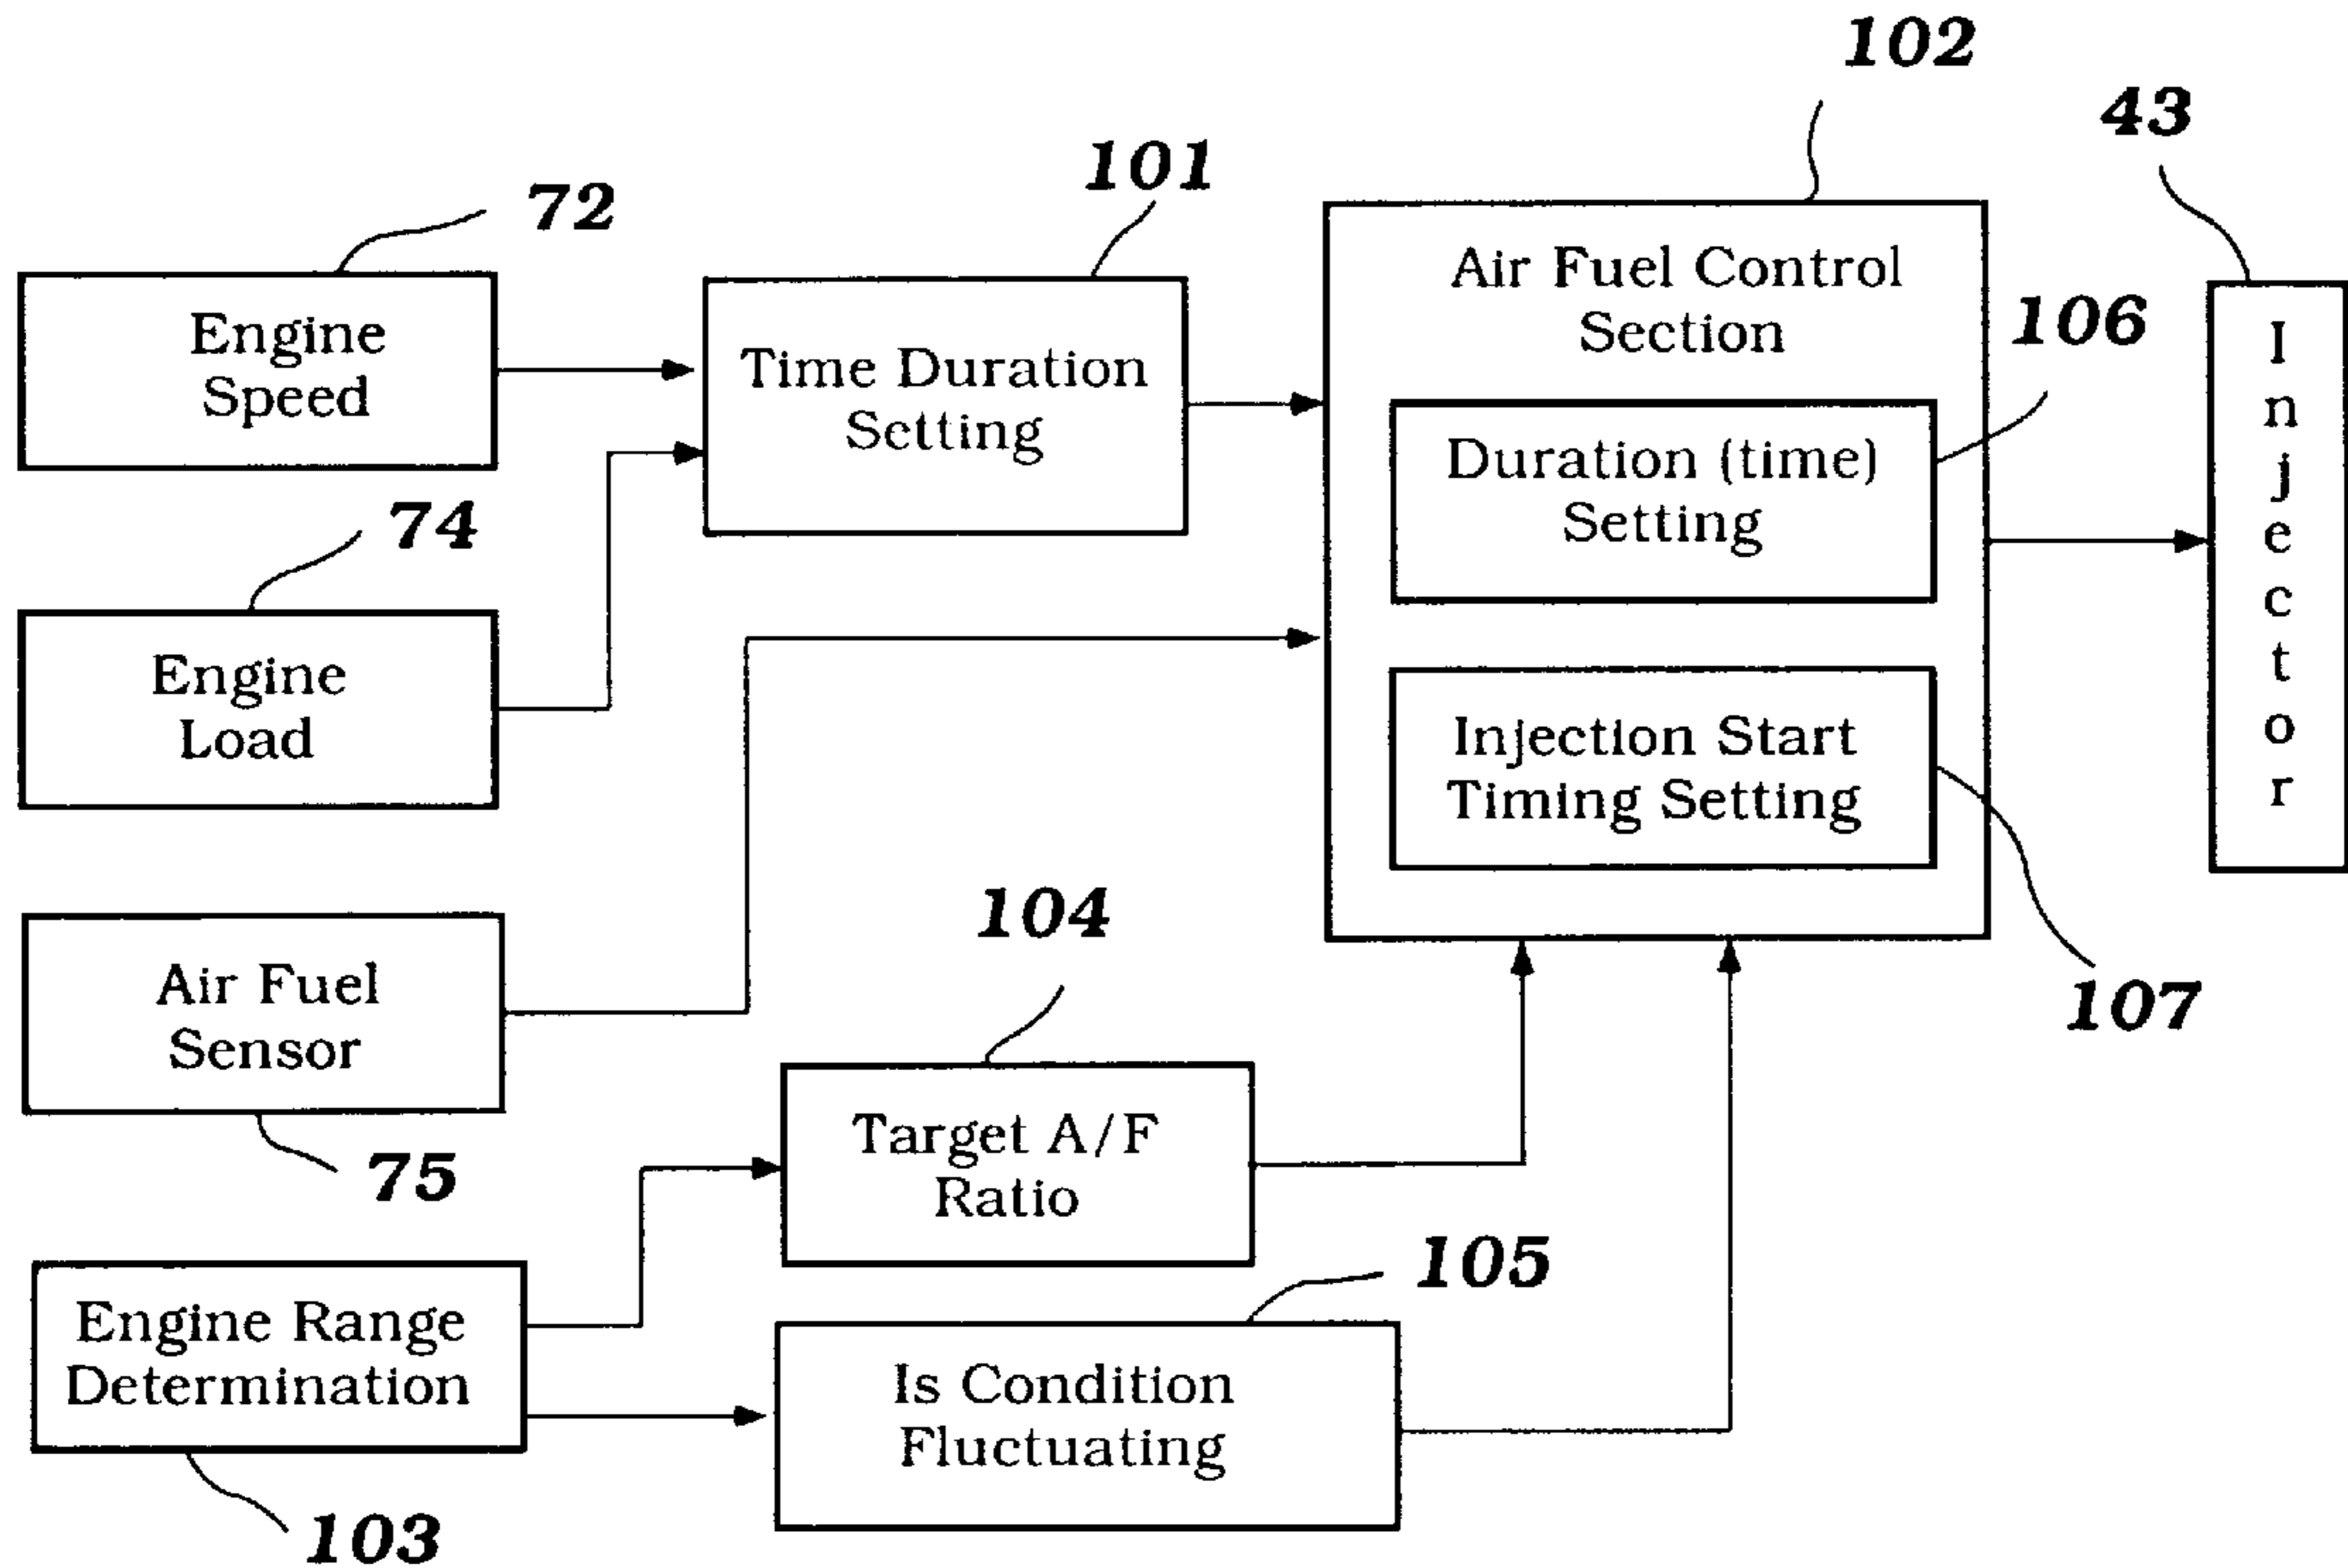 102
43
101
72
Engine
Speed
Time Duration
Setting
Air Fuel Control
Section
106
Duration (time)
Setting
Injector
74
Engine
Load
Injection Start
Timing Setting
107
Air Fuel
Sensor
75
104
Target A/F
Ratio
Engine Range
Determination
103
105
Is Condition
Fluctuating